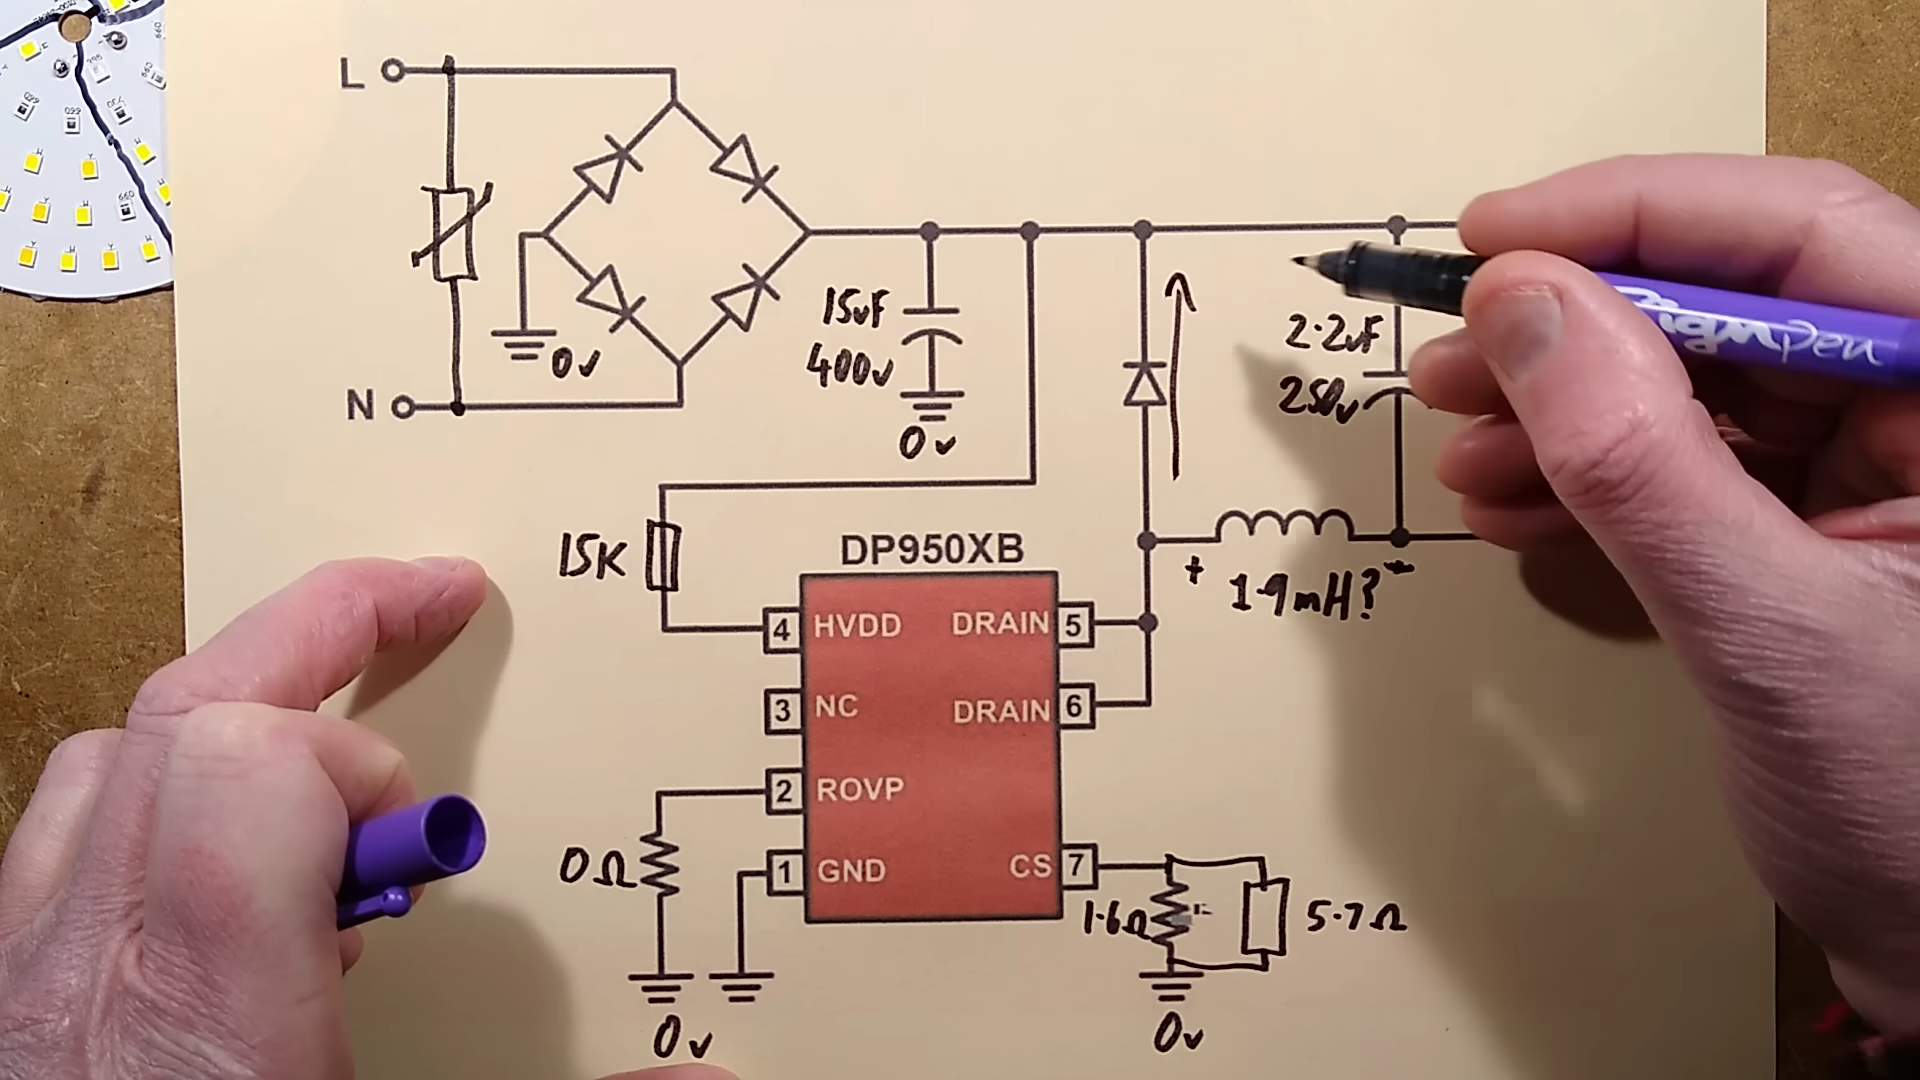 L
N
0v
15uF
400v
0v
2.2uF
250v
15K
DP950XB
+ 1.9mH? -
4 HVDD DRAIN 5
3 NC DRAIN 6
2 ROVP
1 GND CS 7
0Ω
1.6Ω
5.7Ω
0v
0v